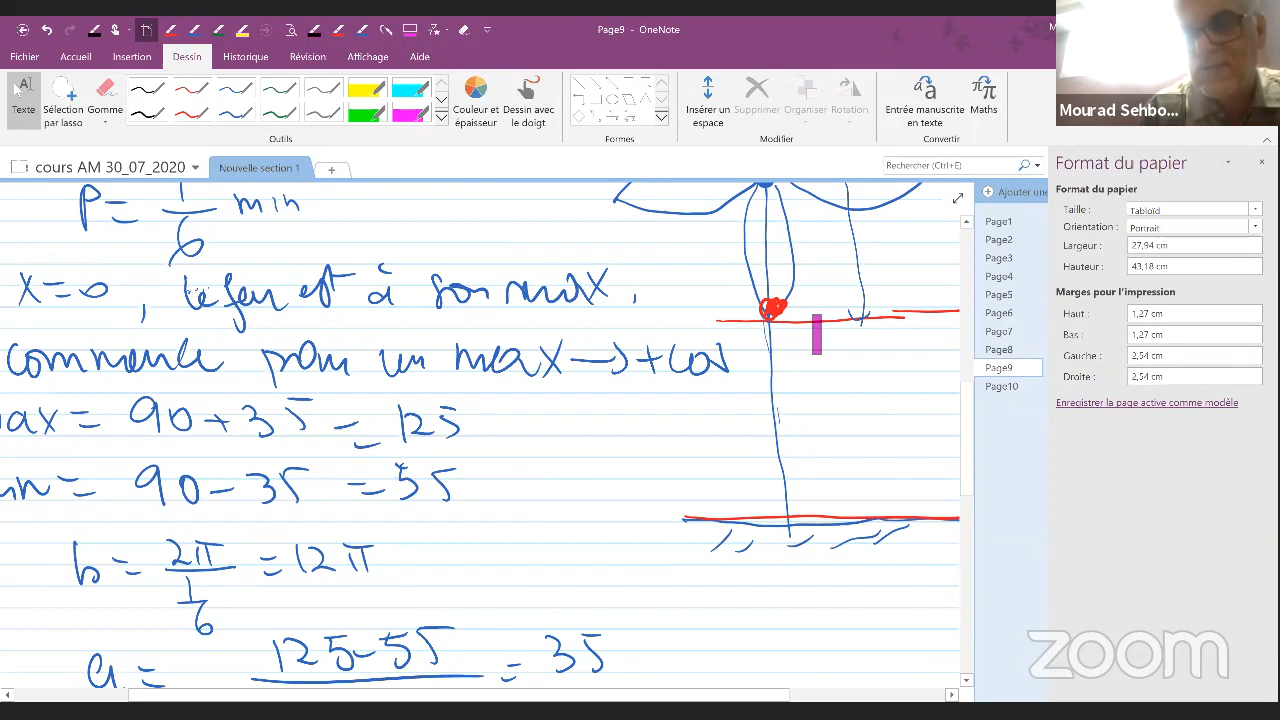 Page9 - OneNote
Fichier Accueil Insertion Dessin Historique Révision Affichage Aide
Texte
Sélection par lasso
Gomme
Couleur et épaisseur
Dessin avec le doigt
Insérer un espace
Supprimer
Organiser
Rotation
Entrée manuscrite en texte
Maths
Outils
Formes
Modifier
Convertir
Mourad Sehbo...
cours AM 30_07_2020
Nouvelle section 1
+
Rechercher (Ctrl+E)
P = 1/6 min
x=0, le feu est à son max,
commence par un max → +cos
ax = 90 + 35 = 125
= 90 - 35 = 55
b = 2π / 1/6 = 12π
a = 125-55 = 35
Ajouter une
Page1
Page2
Page3
Page4
Page5
Page6
Page7
Page8
Page9
Page10
Format du papier
Format du papier
Taille : Tabloïd
Orientation : Portrait
Largeur : 27,94 cm
Hauteur : 43,18 cm
Marges pour l'impression
Haut : 1,27 cm
Bas : 1,27 cm
Gauche : 2,54 cm
Droite : 2,54 cm
Enregistrer la page active comme modèle
zoom